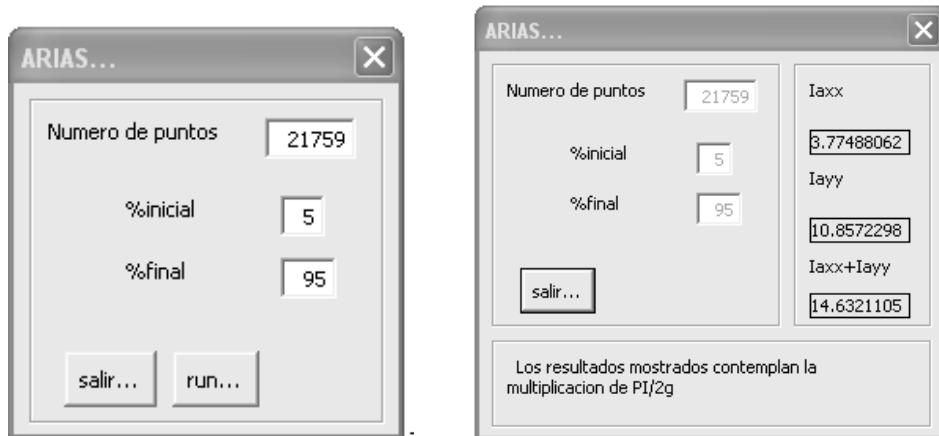 ARIAS...
Numero de puntos 21759
%inicial 5
%final 95
salir... run...
ARIAS...
Numero de puntos 21759
%inicial 5
%final 95
salir...
Iaxx
3.77488062
Iayy
10.8572298
Iaxx+Iayy
14.6321105
Los resultados mostrados contemplan la
multiplicacion de PI/2g